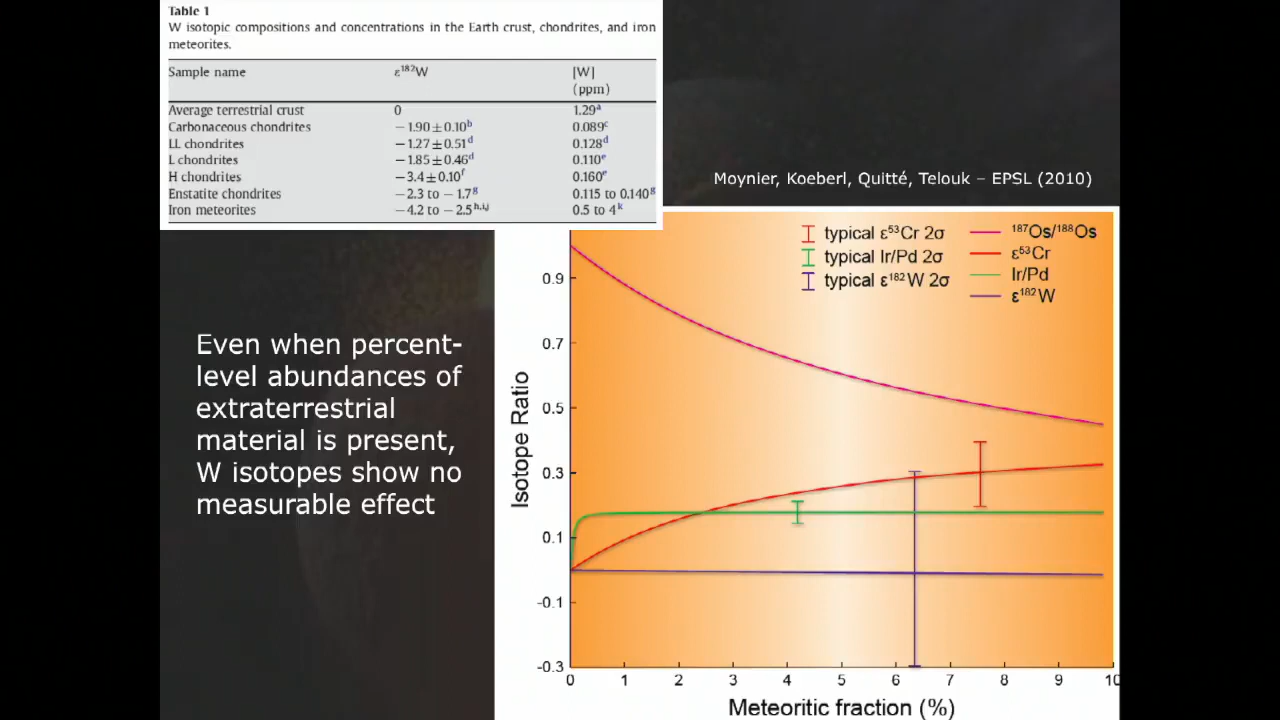 Table 1
W isotopic compositions and concentrations in the Earth crust, chondrites, and iron
meteorites.
Sample name ε¹⁸²W [W]
(ppm)
Average terrestrial crust 0 1.29ᵃ
Carbonaceous chondrites −1.90±0.10ᵇ 0.089ᶜ
LL chondrites −1.27±0.51ᵈ 0.128ᵈ
L chondrites −1.85±0.46ᵈ 0.110ᵉ
H chondrites −3.4±0.10ᶠ 0.160ᵉ
Enstatite chondrites −2.3 to −1.7ᵍ 0.115 to 0.140ᵍ
Iron meteorites −4.2 to −2.5ʰ,ⁱ,ʲ 0.5 to 4ᵏ
Moynier, Koeberl, Quitté, Telouk – EPSL (2010)
Even when percent-
level abundances of
extraterrestrial
material is present,
W isotopes show no
measurable effect
typical ε⁵³Cr 2σ
typical Ir/Pd 2σ
typical ε¹⁸²W 2σ
¹⁸⁷Os/¹⁸⁸Os
ε⁵³Cr
Ir/Pd
ε¹⁸²W
Isotope Ratio
0.9
0.7
0.5
0.3
0.1
-0.1
-0.3
0 1 2 3 4 5 6 7 8 9 10
Meteoritic fraction (%)